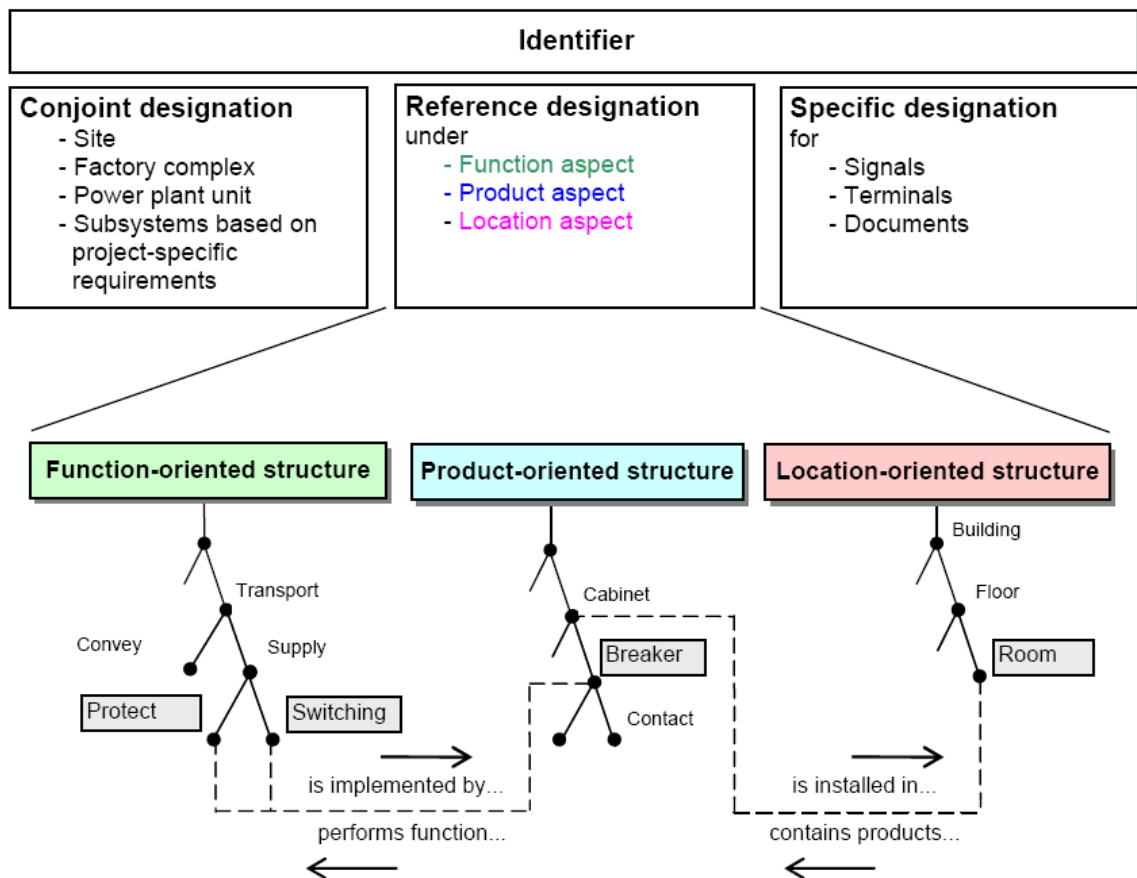 Identifier
Conjoint designation
- Site
- Factory complex
- Power plant unit
- Subsystems based on
project-specific
requirements
Reference designation
under
- Function aspect
- Product aspect
- Location aspect
Specific designation
for
- Signals
- Terminals
- Documents
Function-oriented structure
Product-oriented structure
Location-oriented structure
Transport
Convey
Supply
Protect
Switching
Cabinet
Breaker
Contact
Building
Floor
Room
is implemented by...
performs function...
is installed in...
contains products...